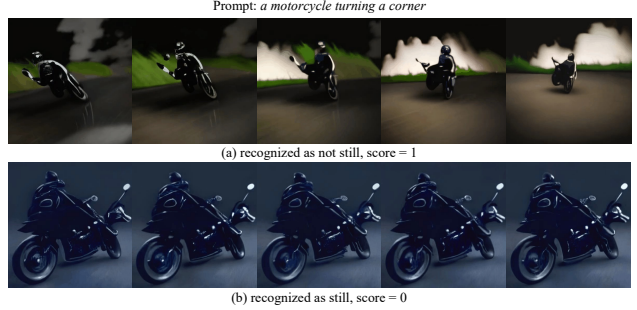 Prompt: a motorcycle turning a corner
(a) recognized as not still, score = 1
(b) recognized as still, score = 0